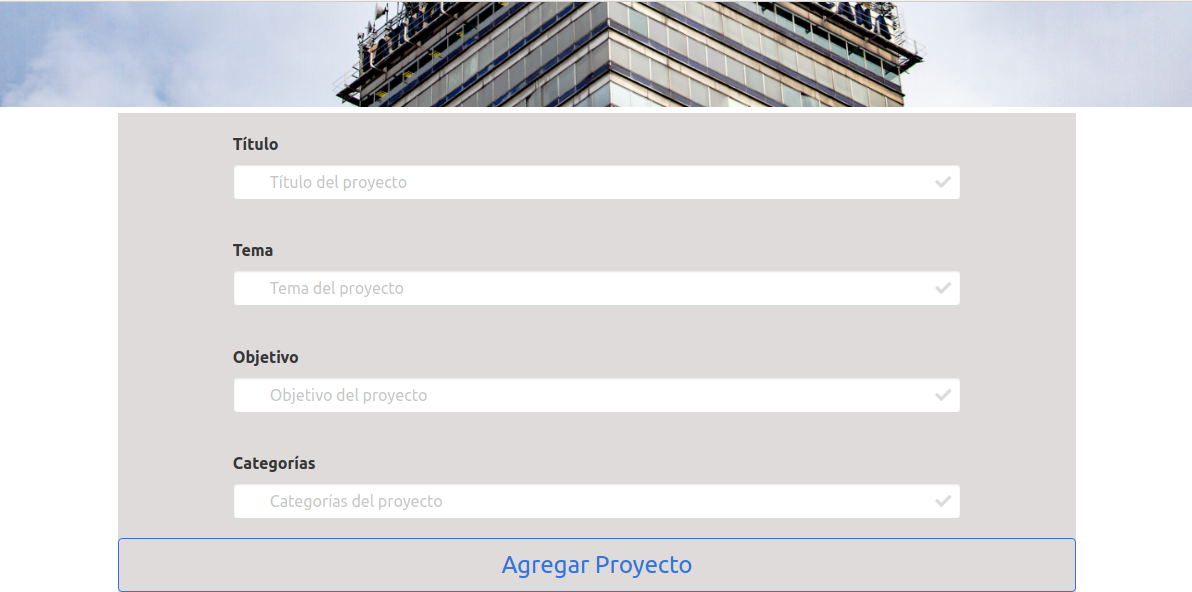 Título
Título del proyecto
Tema
Tema del proyecto
Objetivo
Objetivo del proyecto
Categorías
Categorías del proyecto
Agregar Proyecto